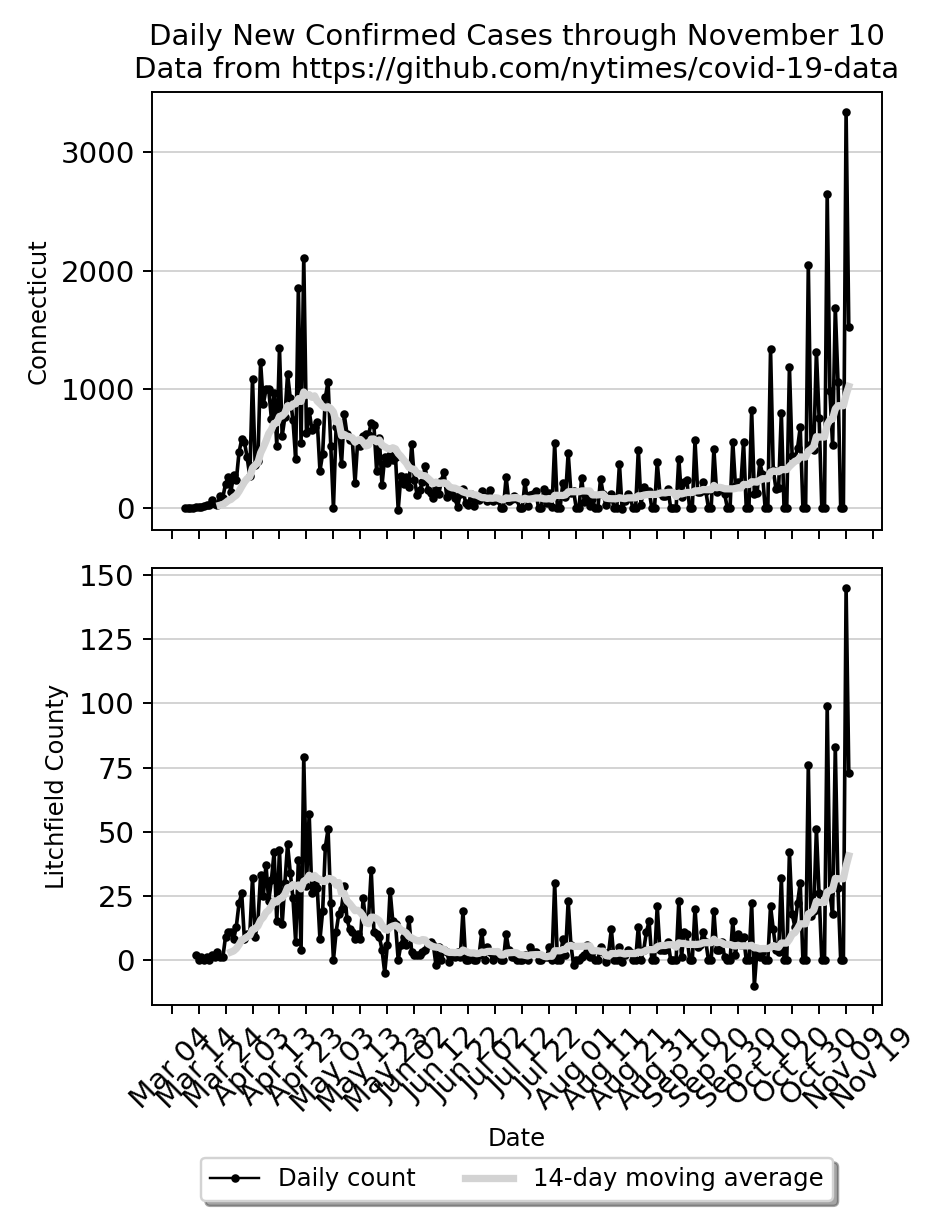 Daily New Confirmed Cases through November 10
Data from https://github.com/nytimes/covid-19-data
3000
2000
1000
0
Connecticut
150
125
100
75
50
25
0
Litchfield County
Mar 04
Mar 14
Mar 24
Apr 03
Apr 13
Apr 23
May 03
May 13
May 23
Jun 02
Jun 12
Jun 22
Jul 02
Jul 12
Jul 22
Aug 01
Aug 11
Aug 21
Aug 31
Sep 10
Sep 20
Sep 30
Oct 10
Oct 20
Oct 30
Nov 09
Nov 19
Date
Daily count
14-day moving average